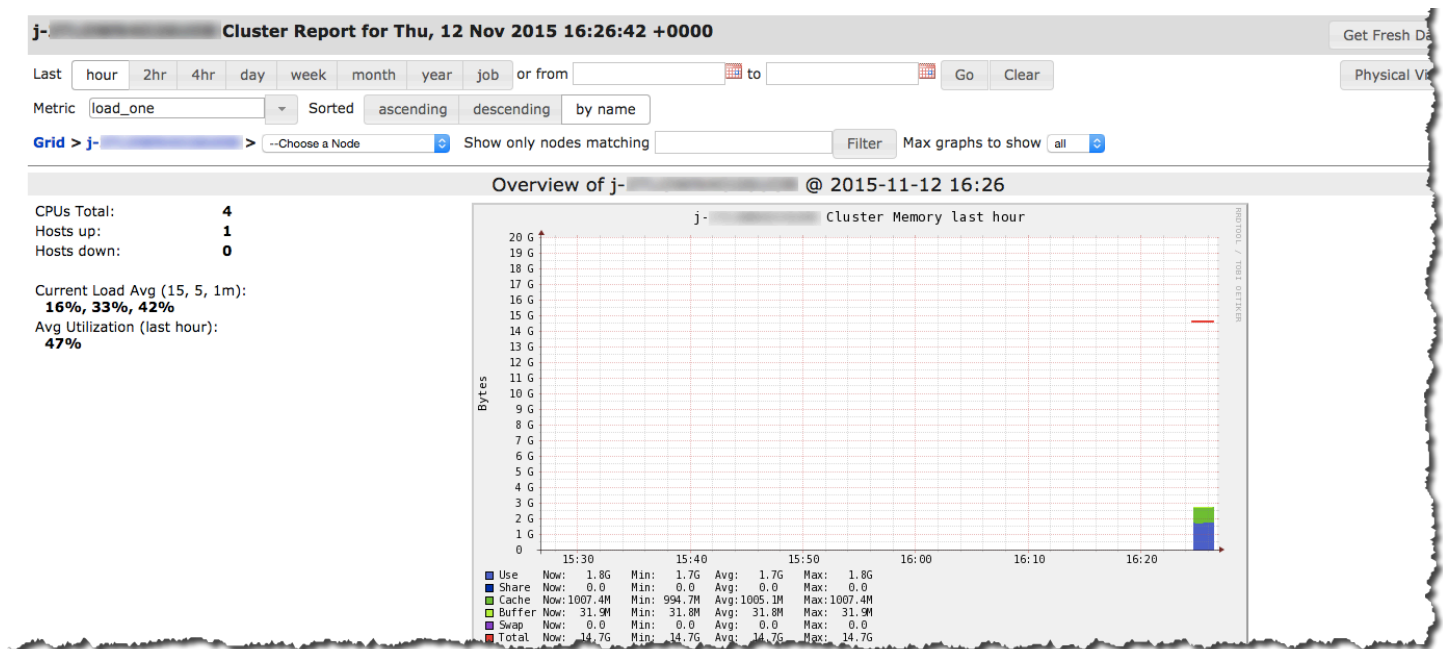 j- Cluster Report for Thu, 12 Nov 2015 16:26:42 +0000
Get Fresh
Last hour 2hr 4hr day week month year job or from to Go Clear
Physical
Metric load_one Sorted ascending descending by name
Grid > j- > --Choose a Node Show only nodes matching Filter Max graphs to show all
Overview of j- @ 2015-11-12 16:26
CPUs Total: 4
Hosts up: 1
Hosts down: 0
Current Load Avg (15, 5, 1m):
16%, 33%, 42%
Avg Utilization (last hour):
47%
j- Cluster Memory last hour
RRDTOOL / TOBI OETIKER
Bytes
20 G
19 G
18 G
17 G
16 G
15 G
14 G
13 G
12 G
11 G
10 G
9 G
8 G
7 G
6 G
5 G
4 G
3 G
2 G
1 G
0
15:30 15:40 15:50 16:00 16:10 16:20
Use Now: 1.8G Min: 1.7G Avg: 1.7G Max: 1.8G
Share Now: 0.0 Min: 0.0 Avg: 0.0 Max: 0.0
Cache Now:1007.4M Min: 994.7M Avg:1005.1M Max:1007.4M
Buffer Now: 31.9M Min: 31.8M Avg: 31.8M Max: 31.9M
Swap Now: 0.0 Min: 0.0 Avg: 0.0 Max: 0.0
Total Now: 14.7G Min: 14.7G Avg: 14.7G Max: 14.7G